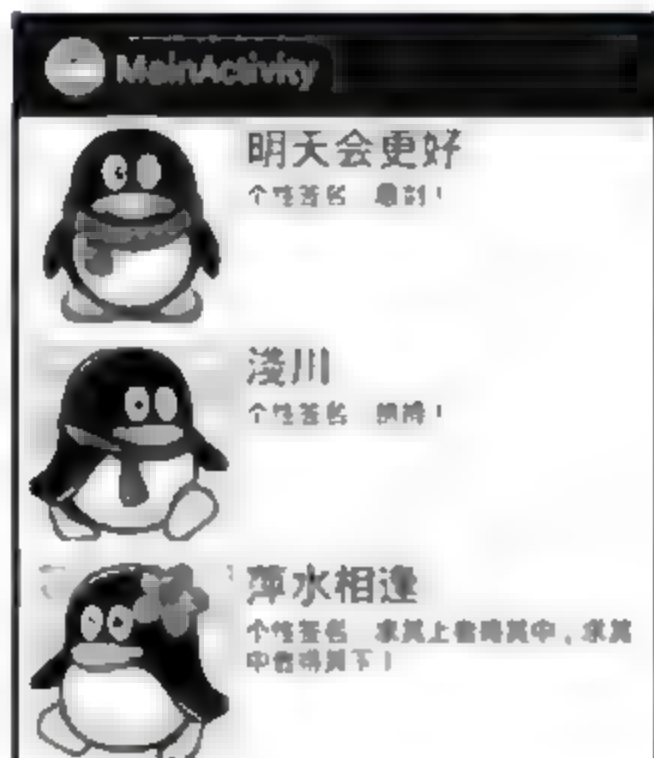 MainActivity
明天会更好
个性签名
淺川
个性签名
萍水相逢
个性签名 求其上者得其中，求其
中者得其下！